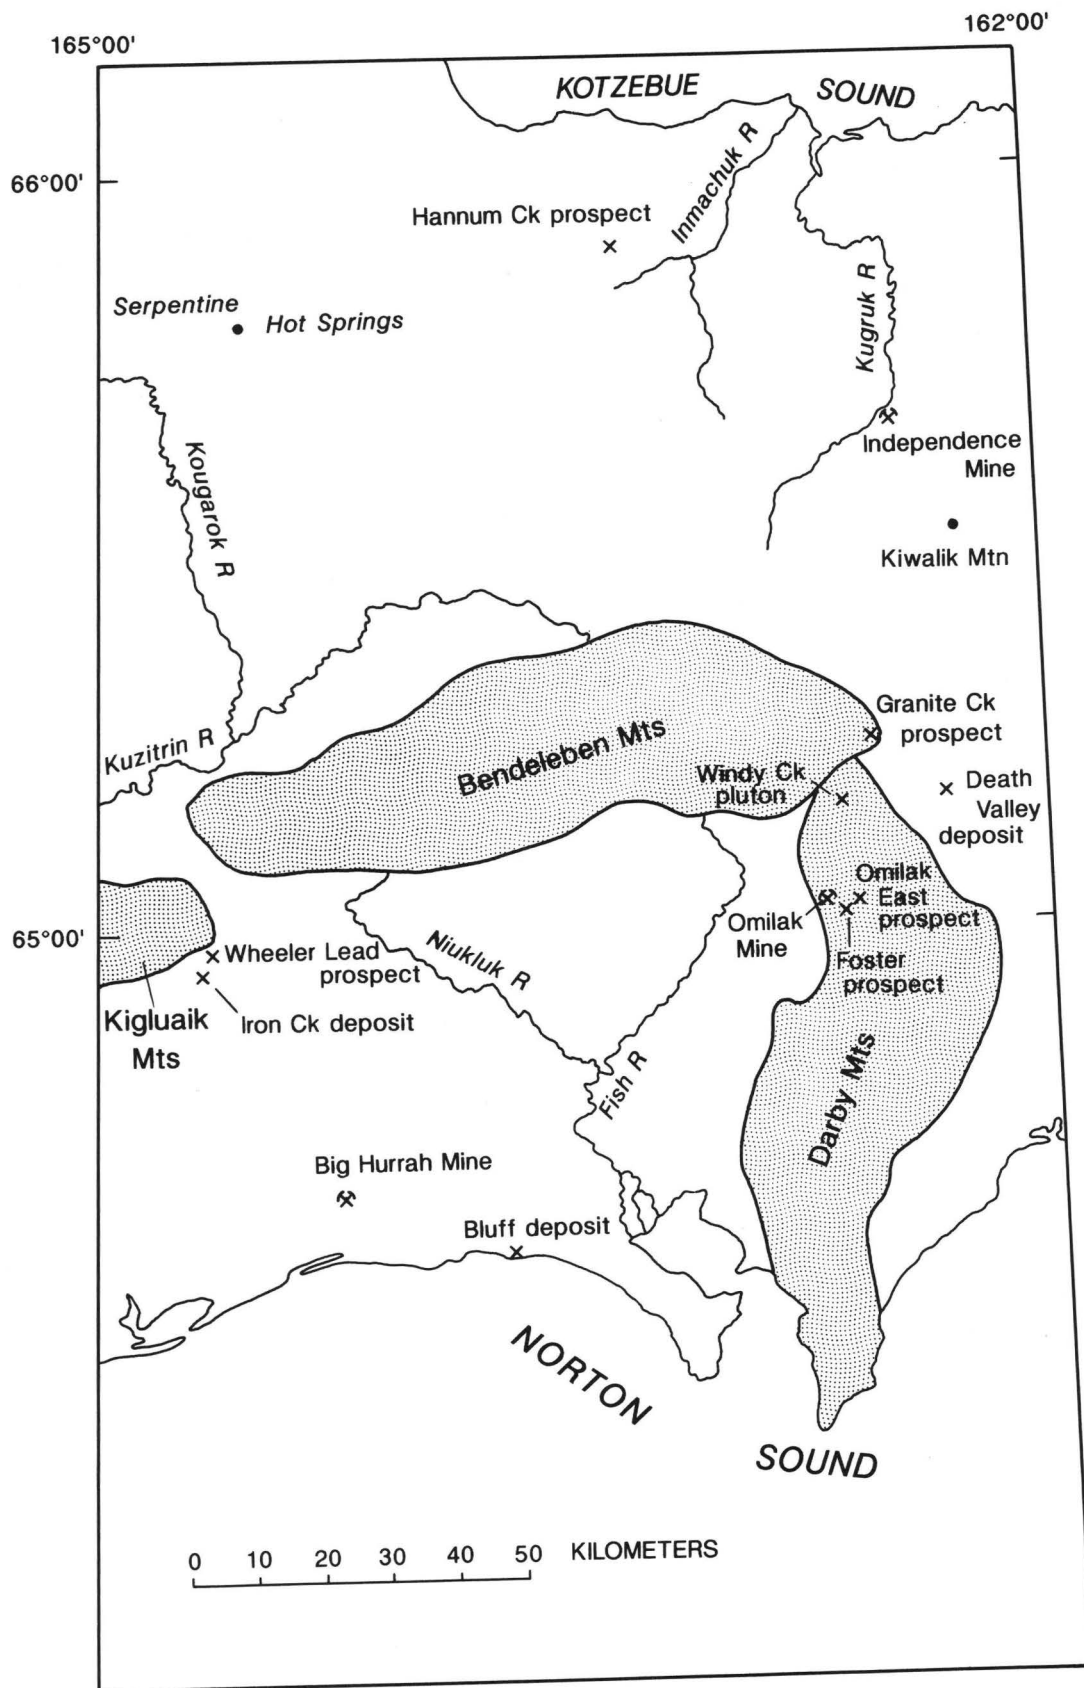 162°00'
165°00'
KOTZEBUE SOUND
Inmachuk R
66°00'
Hannum Ck prospect
Kugruk R
Serpentine
Hot Springs
Independence
Mine
Kougarok R
Kiwalik Mtn
Granite Ck
prospect
Kuzitrin R
Bendeleben Mts
Windy Ck
pluton
Death
Valley
deposit
Omilak
East
prospect
Omilak
Mine
65°00'
Niukluk R
Wheeler Lead
prospect
Foster
prospect
Kigluaik
Mts
Iron Ck deposit
Fish R
Darby Mts
Big Hurrah Mine
Bluff deposit
NORTON
SOUND
0 10 20 30 40 50 KILOMETERS